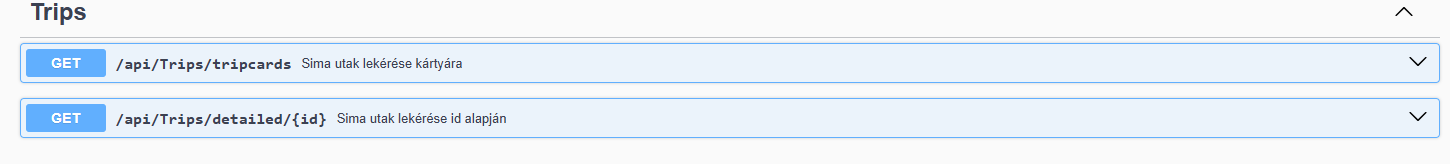 Trips
GET /api/Trips/tripcards Sima utak lekérése kártyára
GET /api/Trips/detailed/{id} Sima utak lekérése id alapján